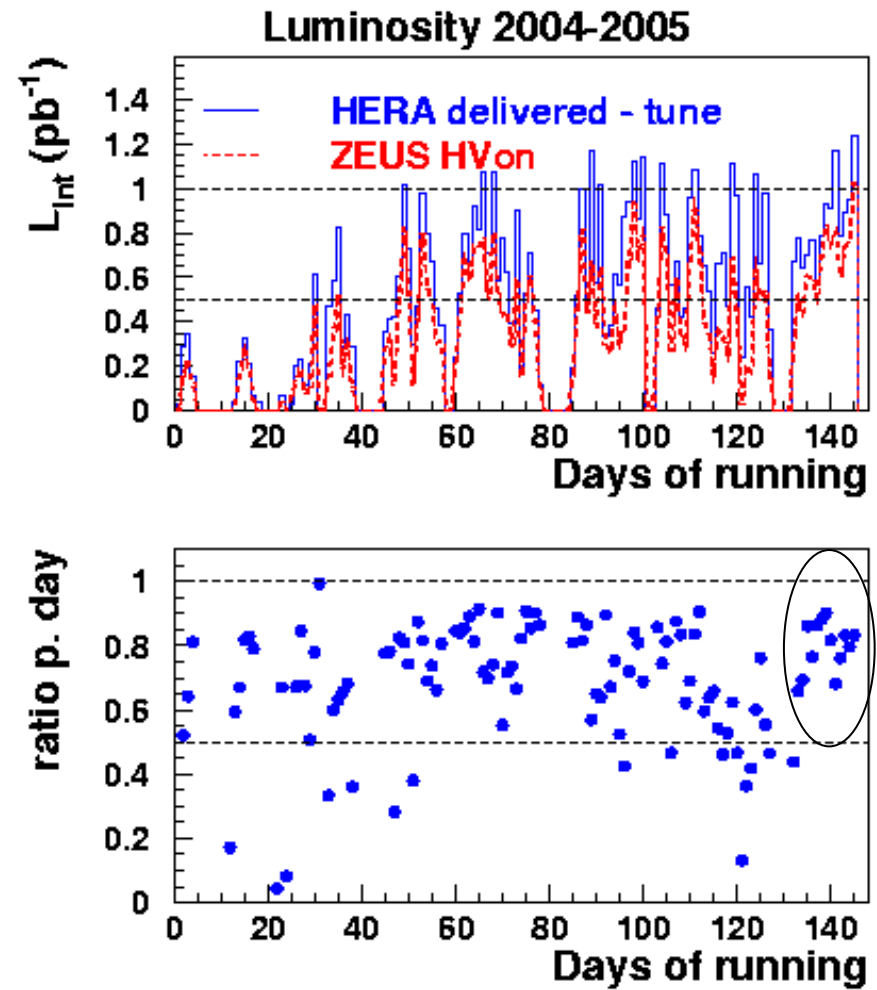 Luminosity 2004-2005
L_Int (pb^-1)
HERA delivered - tune
ZEUS HVon
1.4
1.2
1
0.8
0.6
0.4
0.2
0
0 20 40 60 80 100 120 140
Days of running
ratio p. day
1
0.8
0.6
0.4
0.2
0
0 20 40 60 80 100 120 140
Days of running